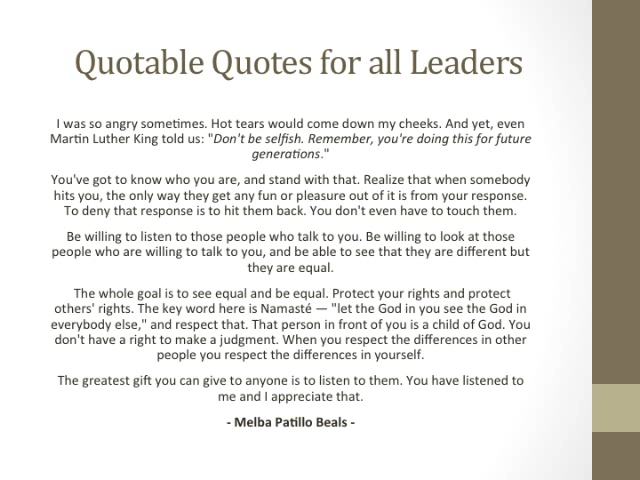 Quotable Quotes for all Leaders
I was so angry sometimes. Hot tears would come down my cheeks. And yet, even
Martin Luther King told us: "Don't be selfish. Remember, you're doing this for future
generations."
You've got to know who you are, and stand with that. Realize that when somebody
hits you, the only way they get any fun or pleasure out of it is from your response.
To deny that response is to hit them back. You don't even have to touch them.
Be willing to listen to those people who talk to you. Be willing to look at those
people who are willing to talk to you, and be able to see that they are different but
they are equal.
The whole goal is to see equal and be equal. Protect your rights and protect
others' rights. The key word here is Namasté — "let the God in you see the God in
everybody else," and respect that. That person in front of you is a child of God. You
don't have a right to make a judgment. When you respect the differences in other
people you respect the differences in yourself.
The greatest gift you can give to anyone is to listen to them. You have listened to
me and I appreciate that.
- Melba Patillo Beals -